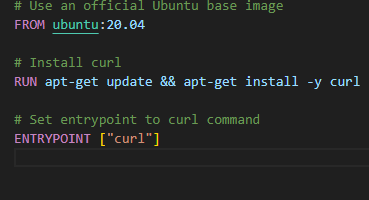 # Use an official Ubuntu base image
FROM ubuntu:20.04
# Install curl
RUN apt-get update && apt-get install -y curl
# Set entrypoint to curl command
ENTRYPOINT ["curl"]